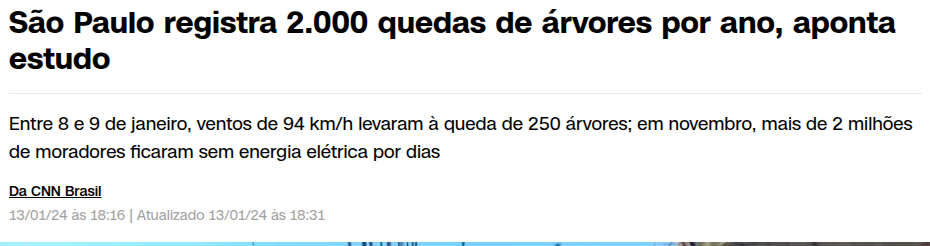 São Paulo registra 2.000 quedas de árvores por ano, aponta
estudo
Entre 8 e 9 de janeiro, ventos de 94 km/h levaram à queda de 250 árvores; em novembro, mais de 2 milhões
de moradores ficaram sem energia elétrica por dias
Da CNN Brasil
13/01/24 às 18:16 | Atualizado 13/01/24 às 18:31